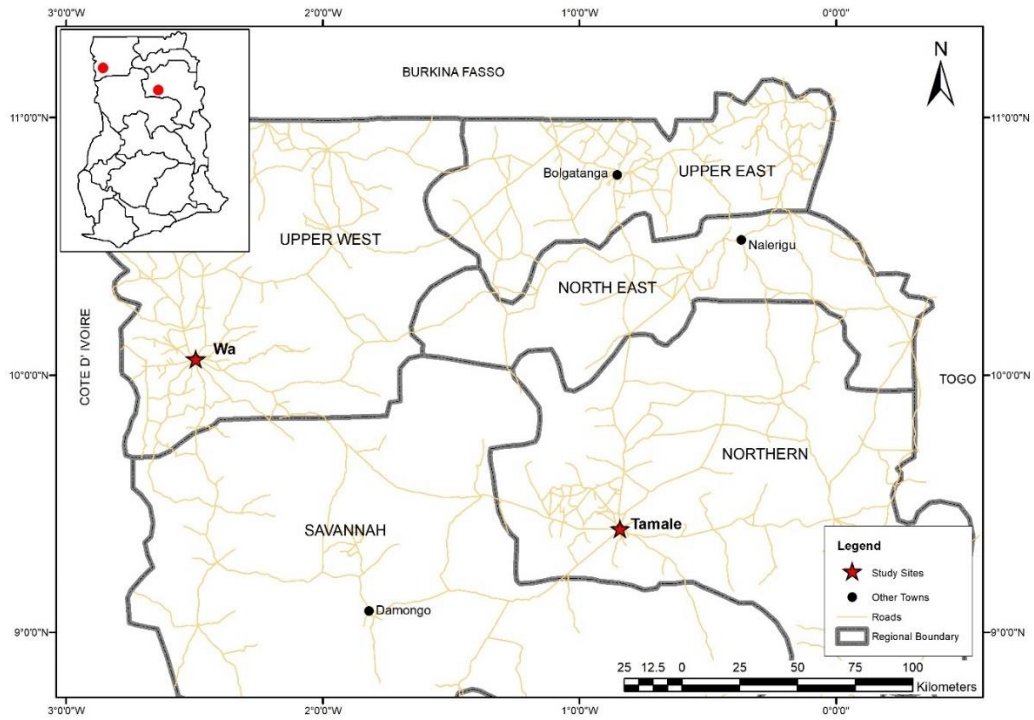 3°0'0"W 2°0'0"W 1°0'0"W 0°0'0"
N
BURKINA FASSO
11°0'0"N 11°0'0"N
Bolgatanga
UPPER EAST
UPPER WEST
Nalerigu
NORTH EAST
COTE D' IVOIRE
Wa
10°0'0"N 10°0'0"N
TOGO
NORTHERN
SAVANNAH
Tamale
Legend
Study Sites
Other Towns
Roads
Regional Boundary
Damongo
9°0'0"N 9°0'0"N
25 12.5 0 25 50 75 100
Kilometers
3°0'0"W 2°0'0"W 1°0'0"W 0°0'0"